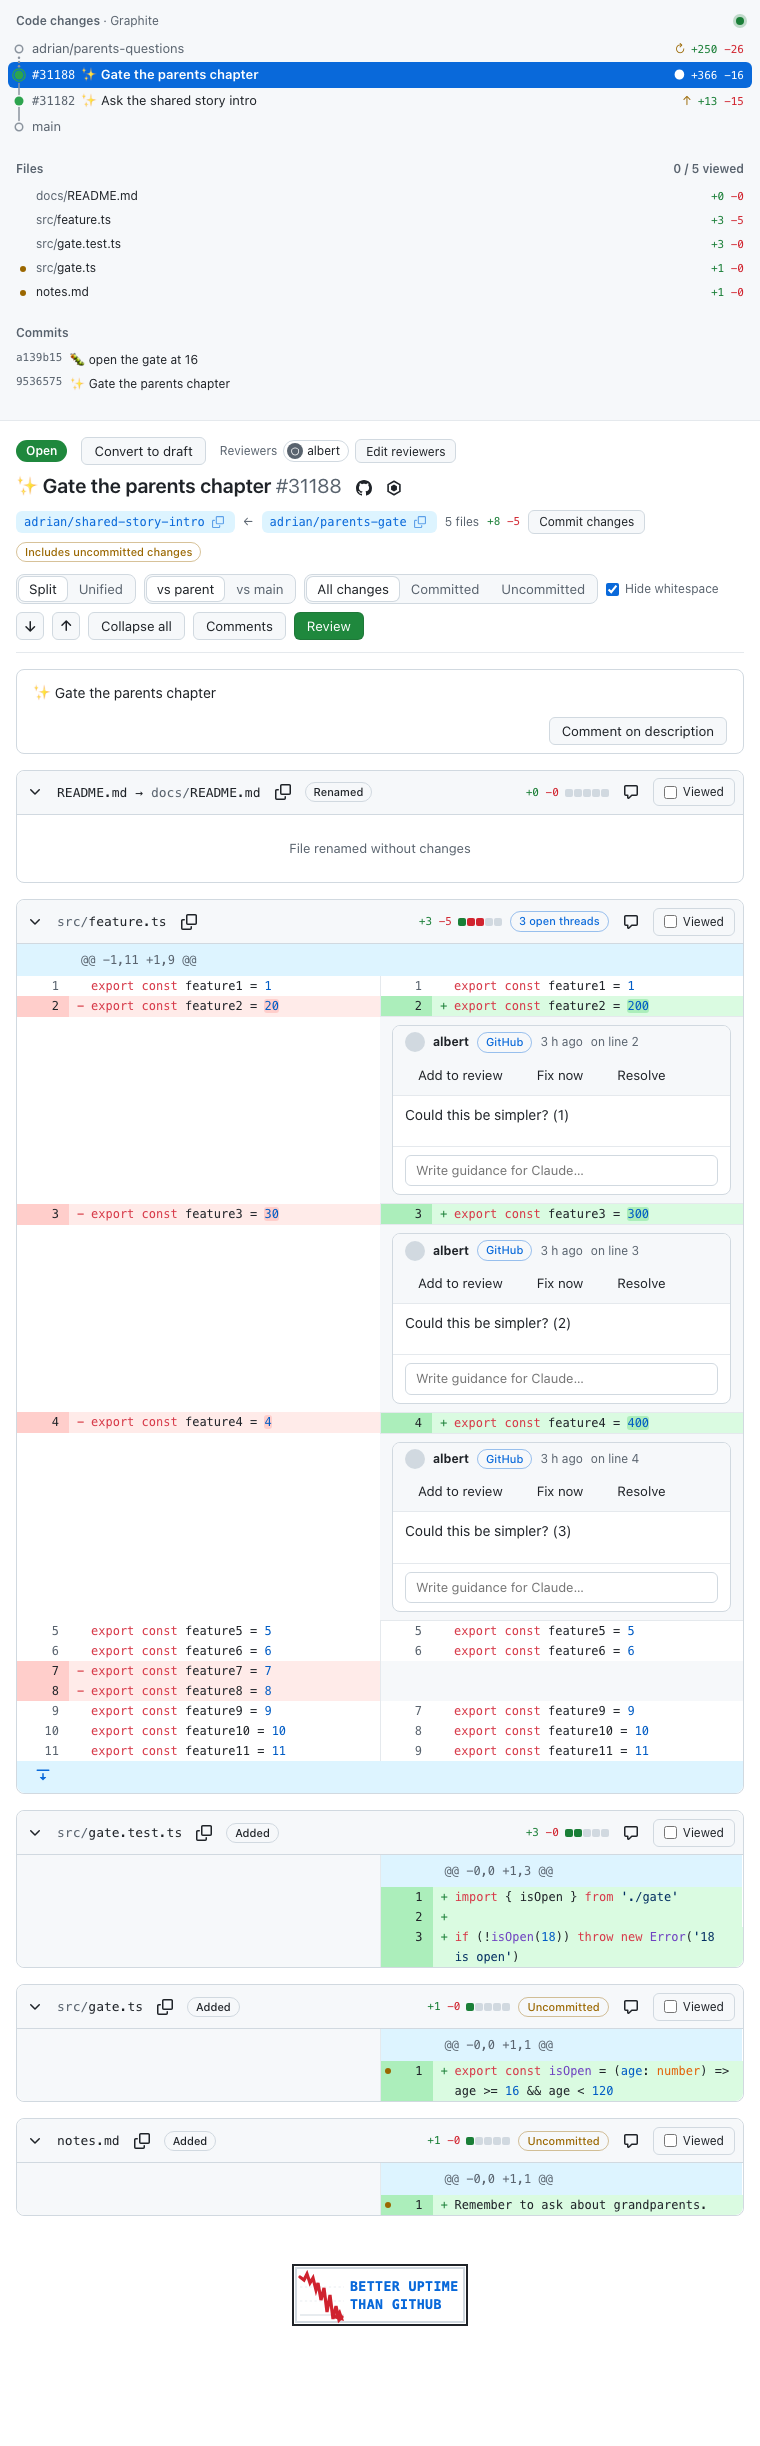 Code changes · Graphite
adrian/parents-questions +250 −26
#31188 ✨ Gate the parents chapter +366 −16
#31182 ✨ Ask the shared story intro ↑ +13 −15
main
Files 0 / 5 viewed
docs/README.md +0 −0
src/feature.ts +3 −5
src/gate.test.ts +3 −0
src/gate.ts +1 −0
notes.md +1 −0
Commits
a139b15 🐛 open the gate at 16
9536575 ✨ Gate the parents chapter
Open Convert to draft Reviewers albert Edit reviewers
✨ Gate the parents chapter #31188
adrian/shared-story-intro ← adrian/parents-gate 5 files +8 −5 Commit changes
Includes uncommitted changes
Split Unified vs parent vs main All changes Committed Uncommitted Hide whitespace
↓ ↑ Collapse all Comments Review
✨ Gate the parents chapter
Comment on description
README.md → docs/README.md Renamed +0 −0 Viewed
File renamed without changes
src/feature.ts +3 −5 3 open threads Viewed
@@ −1,11 +1,9 @@
1 export const feature1 = 1 1 export const feature1 = 1
2 − export const feature2 = 20 2 + export const feature2 = 200
albert GitHub 3 h ago on line 2
Add to review Fix now Resolve
Could this be simpler? (1)
Write guidance for Claude…
3 − export const feature3 = 30 3 + export const feature3 = 300
albert GitHub 3 h ago on line 3
Add to review Fix now Resolve
Could this be simpler? (2)
Write guidance for Claude…
4 − export const feature4 = 4 4 + export const feature4 = 400
albert GitHub 3 h ago on line 4
Add to review Fix now Resolve
Could this be simpler? (3)
Write guidance for Claude…
5 export const feature5 = 5 5 export const feature5 = 5
6 export const feature6 = 6 6 export const feature6 = 6
7 − export const feature7 = 7
8 − export const feature8 = 8
9 export const feature9 = 9 7 export const feature9 = 9
10 export const feature10 = 10 8 export const feature10 = 10
11 export const feature11 = 11 9 export const feature11 = 11
src/gate.test.ts Added +3 −0 Viewed
@@ −0,0 +1,3 @@
1 + import { isOpen } from './gate'
2 +
3 + if (!isOpen(18)) throw new Error('18
is open')
src/gate.ts Added +1 −0 Uncommitted Viewed
@@ −0,0 +1,1 @@
1 + export const isOpen = (age: number) =>
age >= 16 && age < 120
notes.md Added +1 −0 Uncommitted Viewed
@@ −0,0 +1,1 @@
1 + Remember to ask about grandparents.
BETTER UPTIME
THAN GITHUB